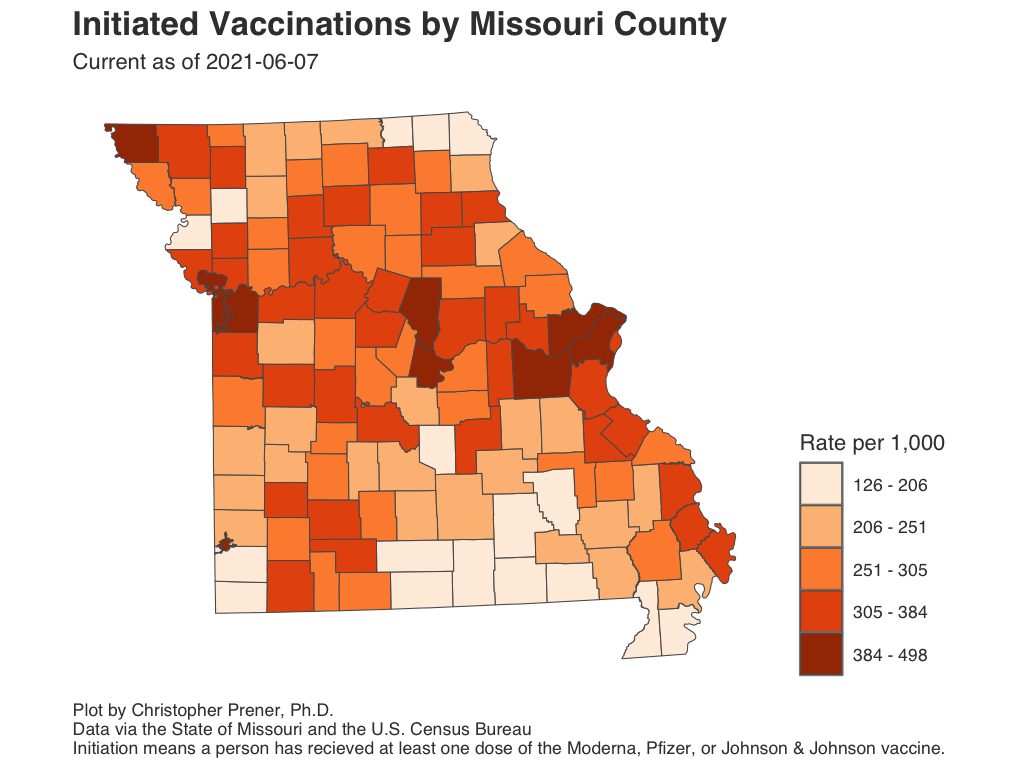 Initiated Vaccinations by Missouri County
Current as of 2021-06-07
Rate per 1,000
126 - 206
206 - 251
251 - 305
305 - 384
384 - 498
Plot by Christopher Prener, Ph.D.
Data via the State of Missouri and the U.S. Census Bureau
Initiation means a person has recieved at least one dose of the Moderna, Pfizer, or Johnson & Johnson vaccine.